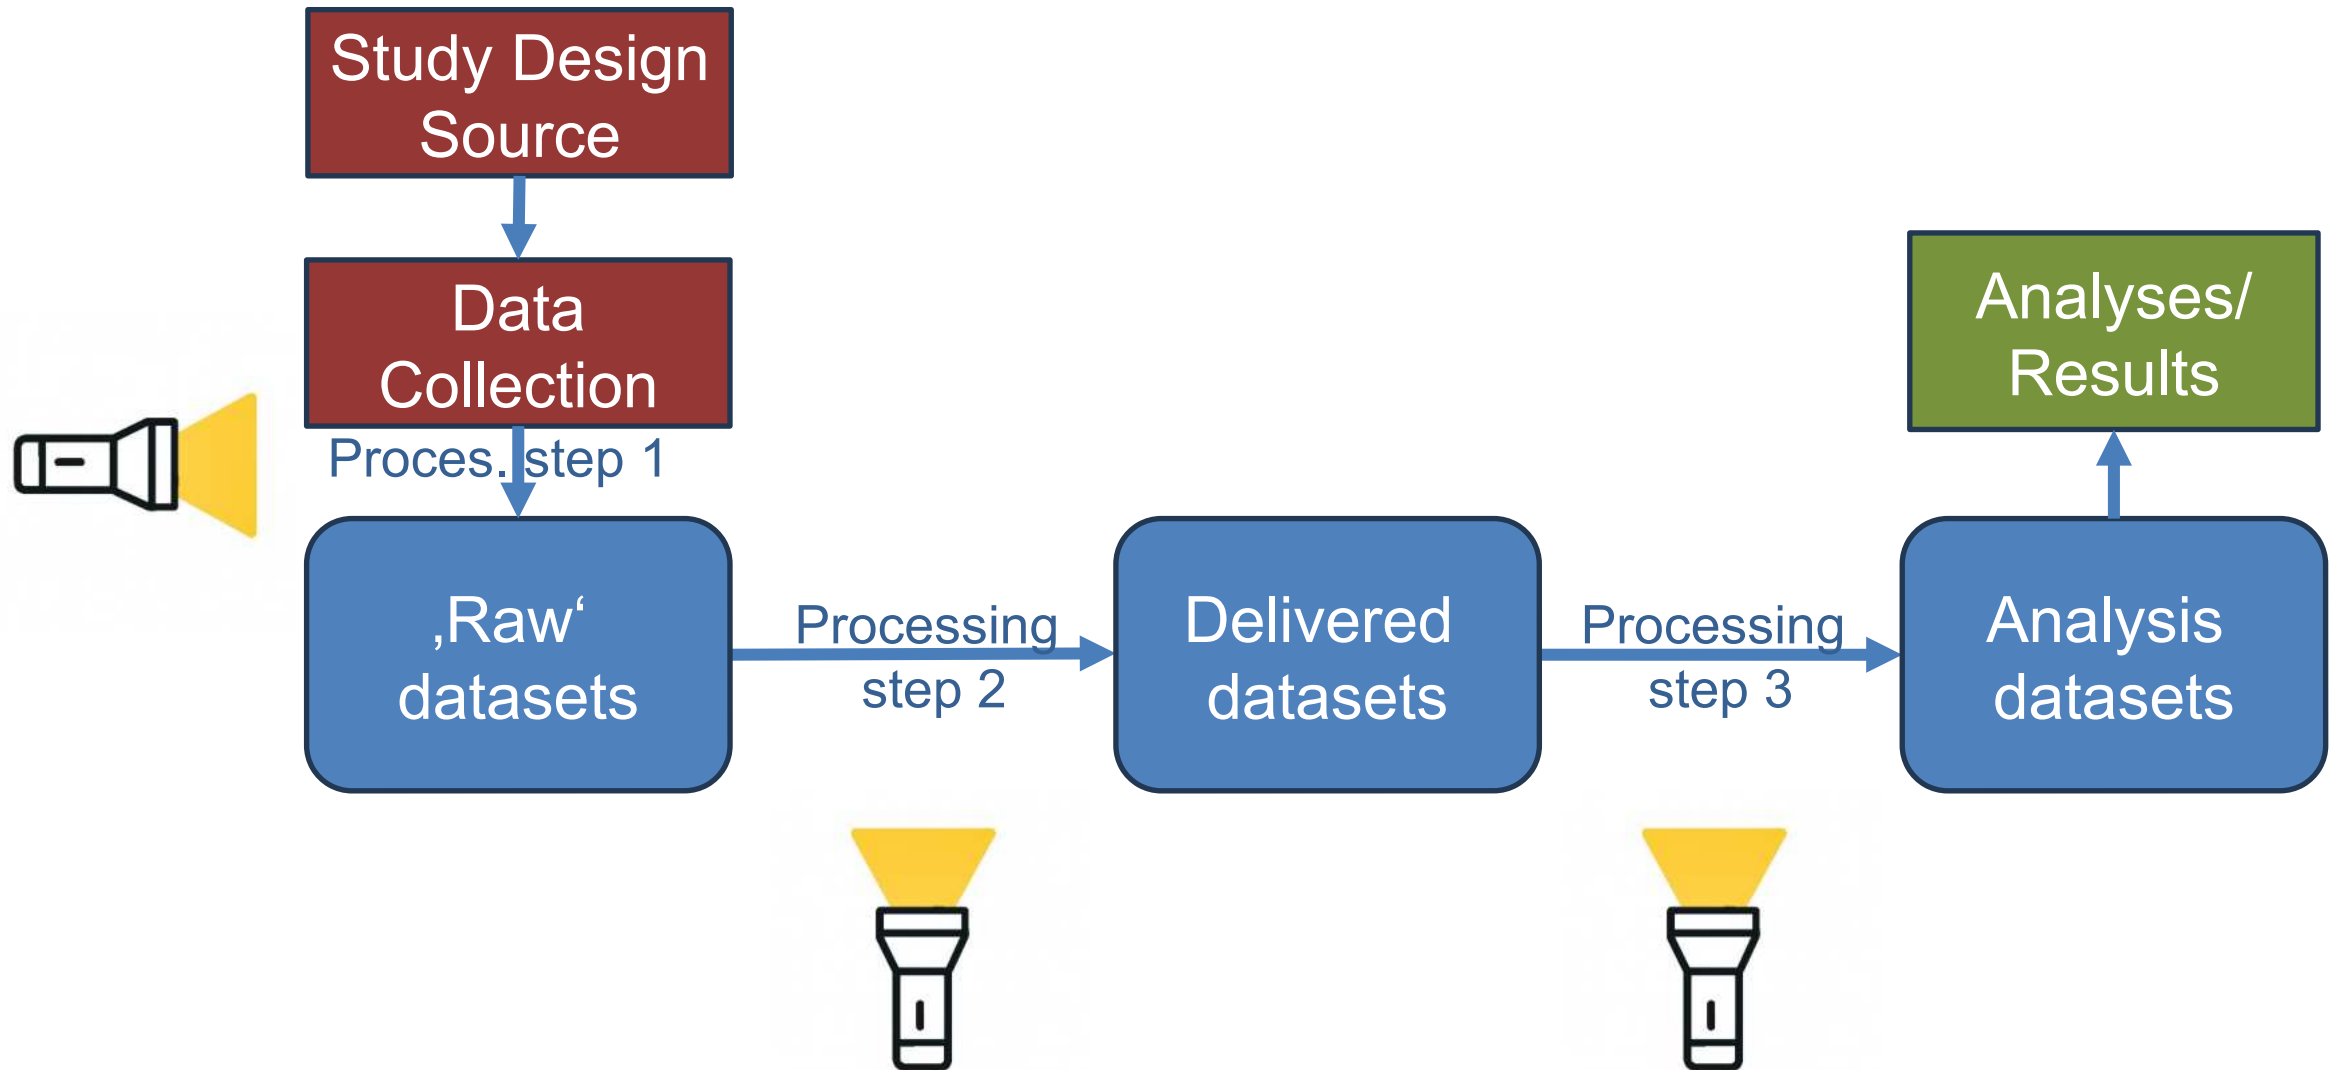 Study Design
Source
Data
Collection
Proces. step 1
‚Raw‘
datasets
Processing
step 2
Delivered
datasets
Processing
step 3
Analysis
datasets
Analyses/
Results